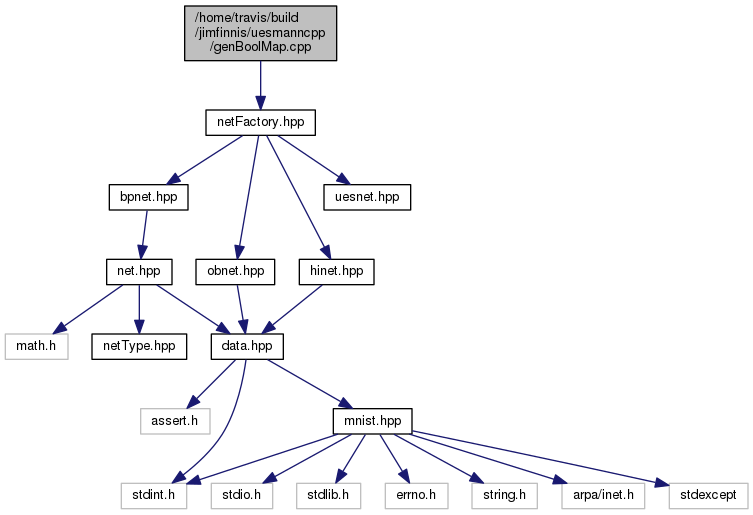 /home/travis/build
/jimfinnis/uesmanncpp
/genBoolMap.cpp
netFactory.hpp
bpnet.hpp
uesnet.hpp
net.hpp
obnet.hpp
hinet.hpp
math.h
netType.hpp
data.hpp
assert.h
mnist.hpp
stdint.h
stdio.h
stdlib.h
errno.h
string.h
arpa/inet.h
stdexcept